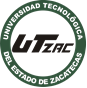 UNIVERSIDAD TECNOLÓGICA
UTZAC
DEL ESTADO DE ZACATECAS